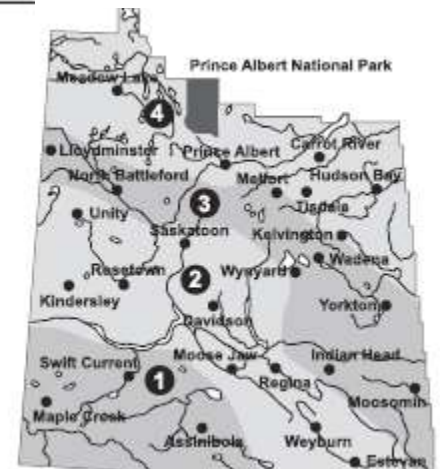 Prince Albert National Park
Meadow Lake
4
Lloydminster
Prince Albert
Carrot River
North Battleford
Melfort
Hudson Bay
3
Tisdale
Unity
Saskatoon
Kelvington
Wadena
Rosetown
2
Wynyard
Kindersley
Davidson
Yorkton
Swift Current
Moose Jaw
Indian Head
1
Regina
Maple Creek
Moosomin
Assiniboia
Weyburn
Estevan